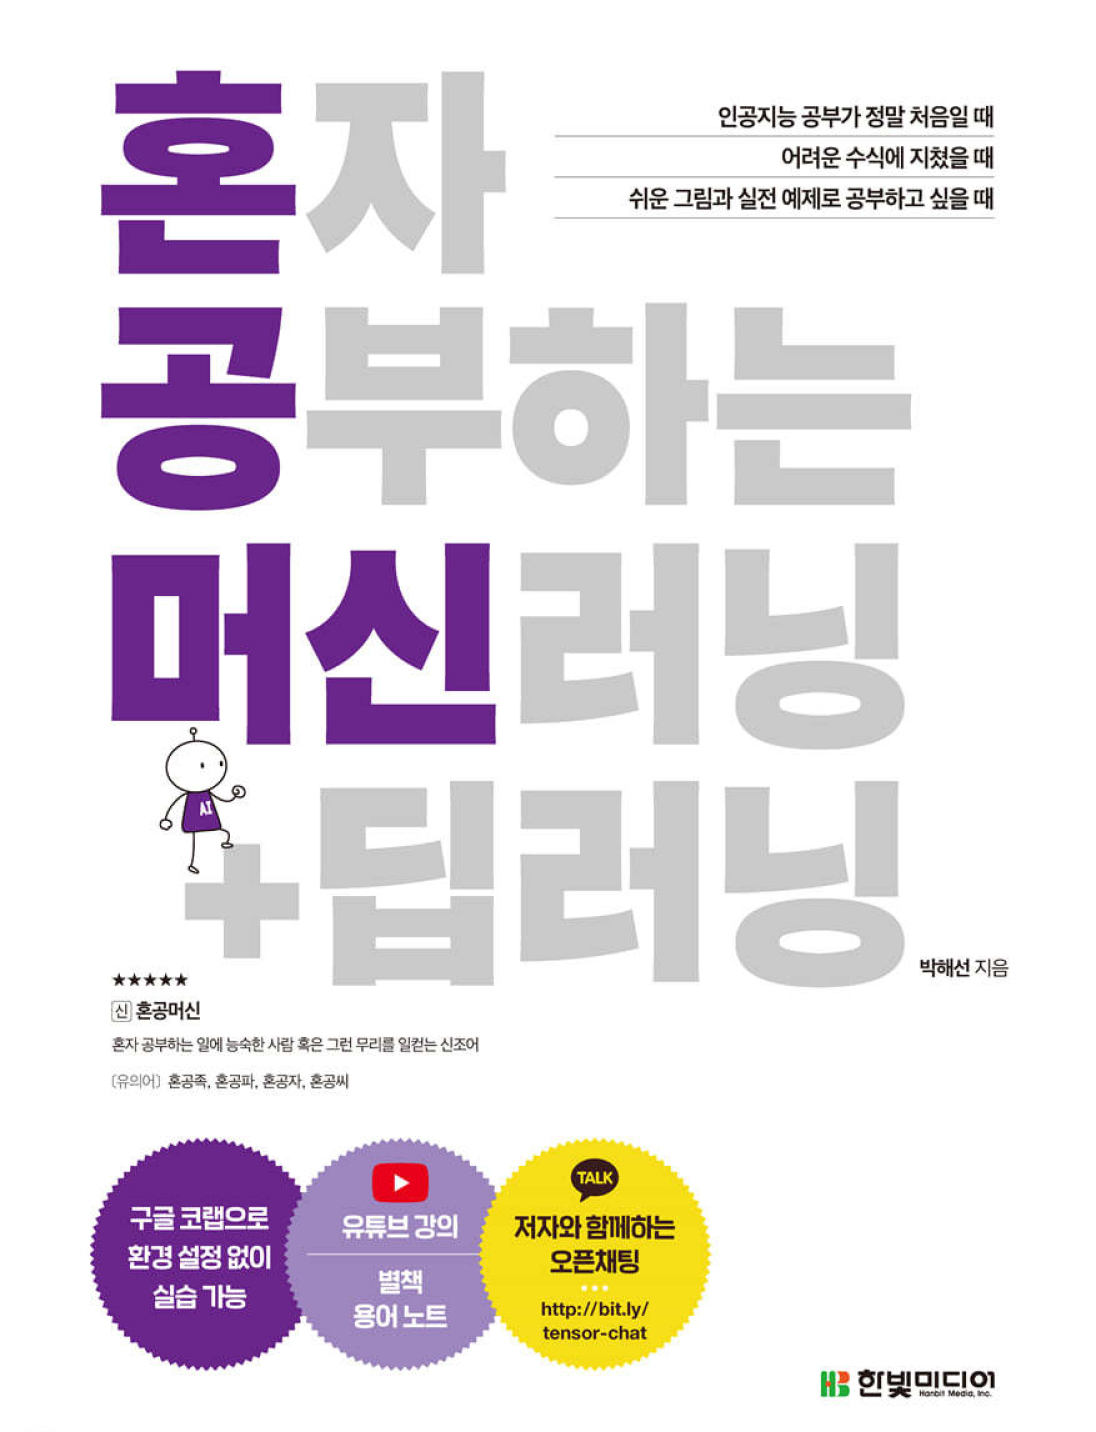 혼자
공부하는
머신러닝
+딥러닝
인공지능 공부가 정말 처음일 때
어려운 수식에 지쳤을 때
쉬운 그림과 실전 예제로 공부하고 싶을 때
AI
박해선 지음
★★★★★
신 혼공머신
혼자 공부하는 일에 능숙한 사람 혹은 그런 무리를 일컫는 신조어
(유의어) 혼공족, 혼공파, 혼공자, 혼공씨
구글 코랩으로
환경 설정 없이
실습 가능
유튜브 강의
별책
용어 노트
TALK
저자와 함께하는
오픈채팅
http://bit.ly/
tensor-chat
HB 한빛미디어
Hanbit Media, Inc.